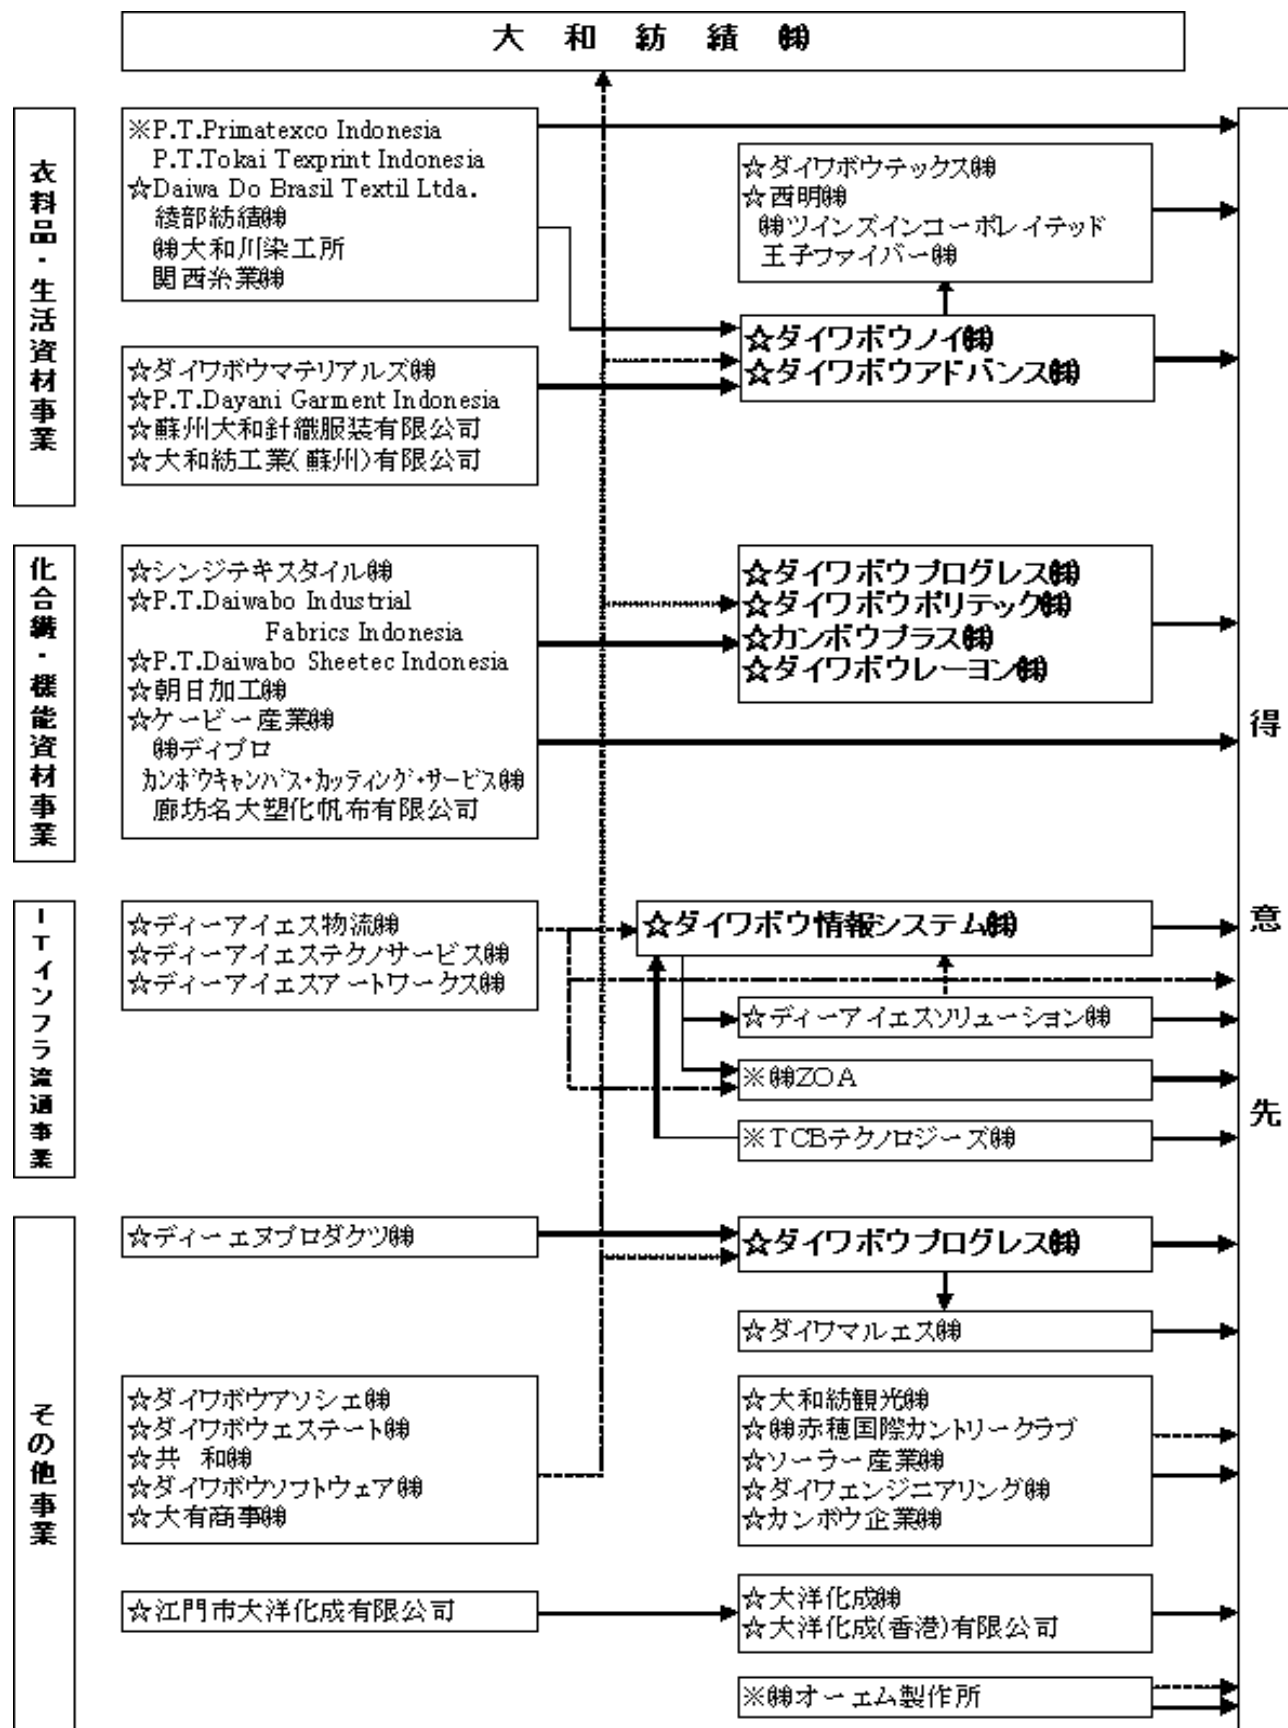 大和紡績㈱
衣料品・生活資材事業
※P.T.Primatexco Indonesia
P.T.Tokai Texprint Indonesia
☆Daiwa Do Brasil Textil Ltda.
綾部紡績㈱
㈱大和川染工所
関西糸業㈱
☆ダイワボウテックス㈱
☆西明㈱
㈱ツインズインコーポレイテッド
王子ファイバー㈱
☆ダイワボウノイ㈱
☆ダイワボウアドバンス㈱
☆ダイワボウマテリアルズ㈱
☆P.T.Dayani Garment Indonesia
☆蘇州大和針織服装有限公司
☆大和紡工業(蘇州)有限公司
化合繊・機能資材事業
☆シンジテキスタイル㈱
☆P.T.Daiwabo Industrial
Fabrics Indonesia
☆P.T.Daiwabo Sheetec Indonesia
☆朝日加工㈱
☆ケービー産業㈱
㈱ディプロ
カンボウキャンバス・カッティング・サービス㈱
廊坊名大塑化帆布有限公司
☆ダイワボウプログレス㈱
☆ダイワボウポリテック㈱
☆カンボウプラス㈱
☆ダイワボウレーヨン㈱
ITインフラ流通事業
☆ディーアイエス物流㈱
☆ディーアイエステクノサービス㈱
☆ディーアイエスアートワークス㈱
☆ダイワボウ情報システム㈱
☆ディーアイエスソリューション㈱
※㈱ZOA
※TCBテクノロジーズ㈱
その他事業
☆ディーエヌプロダクツ㈱
☆ダイワボウプログレス㈱
☆ダイワマルエス㈱
☆ダイワボウアソシエ㈱
☆ダイワボウエステート㈱
☆共 和㈱
☆ダイワボウソフトウェア㈱
☆大有商事㈱
☆大和紡観光㈱
☆㈱赤穂国際カントリークラブ
☆ソーラー産業㈱
☆ダイワエンジニアリング㈱
☆カンボウ企業㈱
☆江門市大洋化成有限公司
☆大洋化成㈱
☆大洋化成(香港)有限公司
※㈱オーエム製作所
得意先